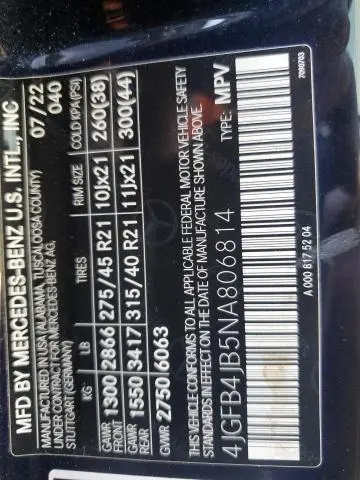 MFD BY MERCEDES-BENZ U.S. INTL., INC
MANUFACTURED IN USA (ALABAMA, TUSCALOOSA COUNTY) 07/22
UNDER CONTROL FOR MERCEDES-BENZ AG, 040
STUTTGART (GERMANY)
KG LB TIRES RIM SIZE COLD KPA(PSI)
GAWR FRONT 1300 2866 275/45 R21 10Jx21 260(38)
GAWR REAR 1550 3417 315/40 R21 11Jx21 300(44)
GVWR 2750 6063
THIS VEHICLE CONFORMS TO ALL APPLICABLE FEDERAL MOTOR VEHICLE SAFETY
STANDARDS IN EFFECT ON THE DATE OF MANUFACTURE SHOWN ABOVE.
4JGFB4JB5NA806814 TYPE: MPV
A 000 817 52 04
7090703